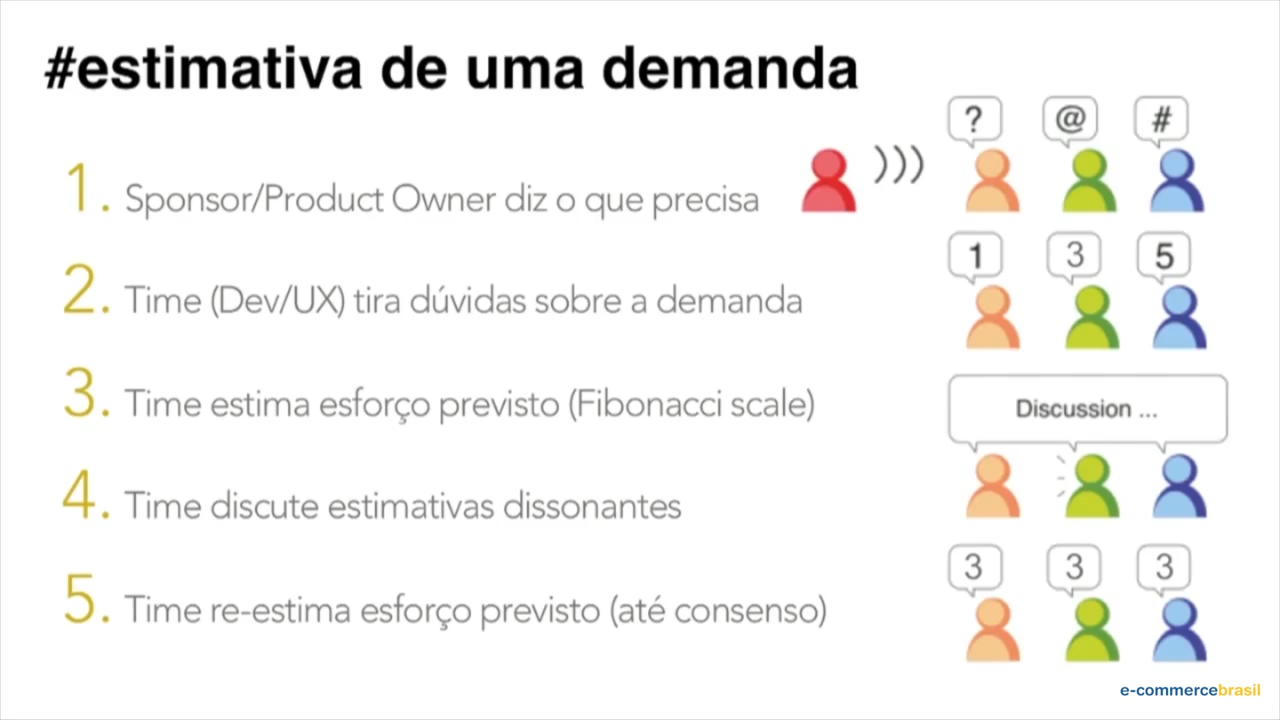 #estimativa de uma demanda
? @ #
1. Sponsor/Product Owner diz o que precisa )))
1 3 5
2. Time (Dev/UX) tira dúvidas sobre a demanda
3. Time estima esforço previsto (Fibonacci scale)
Discussion ...
4. Time discute estimativas dissonantes
3 3 3
5. Time re-estima esforço previsto (até consenso)
e-commercebrasil